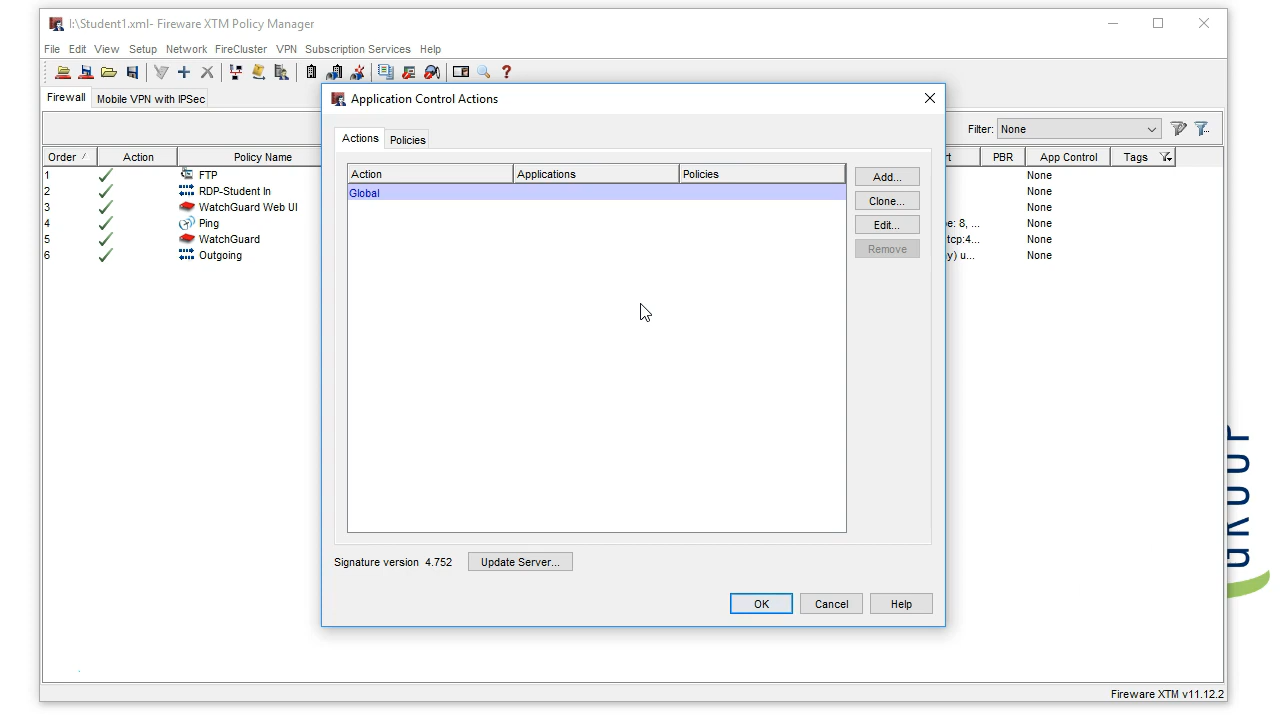 I:\Student1.xml- Fireware XTM Policy Manager
File Edit View Setup Network FireCluster VPN Subscription Services Help
Firewall Mobile VPN with IPSec
Application Control Actions
Filter: None
Actions Policies
Order / Action Policy Name
PBR App Control Tags
Action Applications Policies
Add...
1 FTP None
Global
2 RDP-Student In None
Clone...
3 WatchGuard Web UI None
4 Ping e: 8, ... None
Edit...
5 WatchGuard tcp:4... None
Remove
6 Outgoing y) u... None
GROUP
Signature version 4.752 Update Server...
OK Cancel Help
Fireware XTM v11.12.2